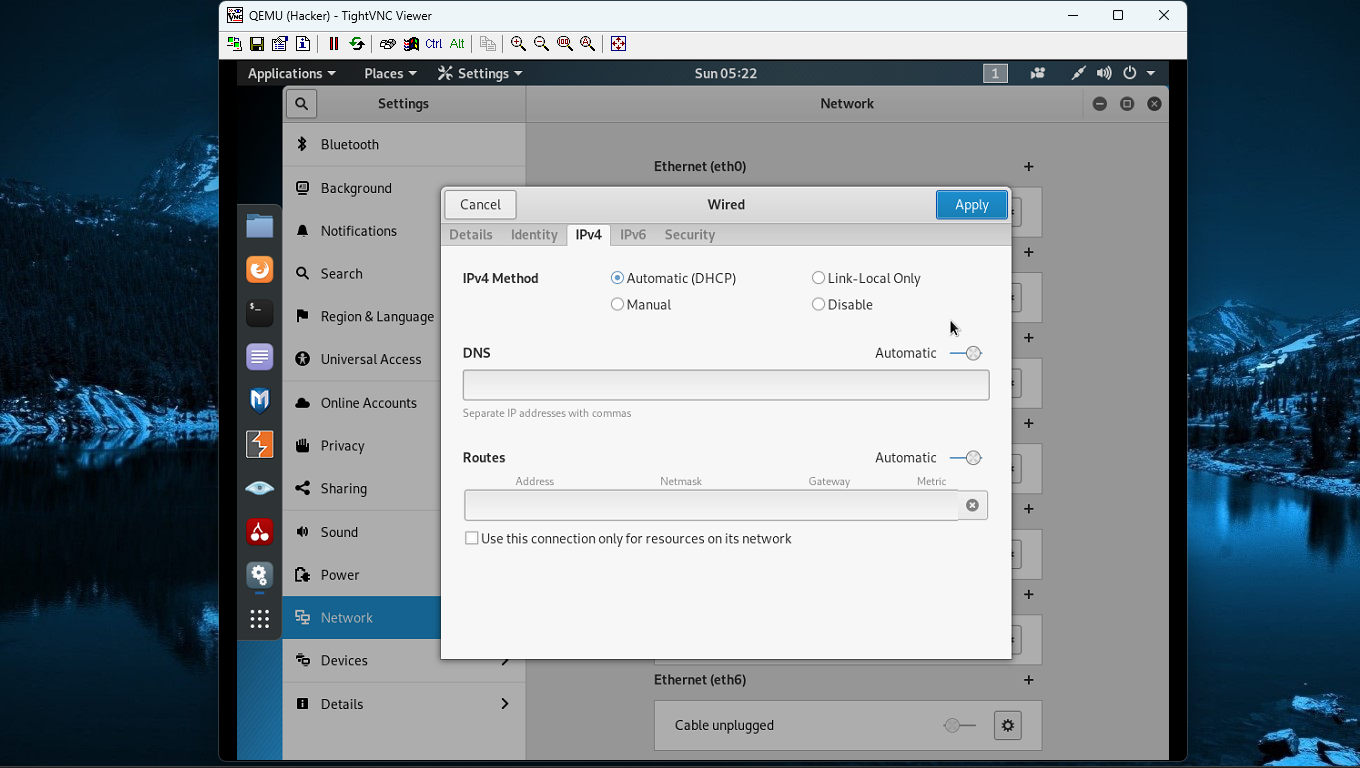 QEMU (Hacker) - TightVNC Viewer
Ctrl Alt
Applications Places Settings Sun 05:22 1
Settings Network
Bluetooth
Background
Notifications
Search
Region & Language
Universal Access
Online Accounts
Privacy
Sharing
Sound
Power
Network
Devices
Details
Ethernet (eth0)
Cancel Wired Apply
Details Identity IPv4 IPv6 Security
IPv4 Method Automatic (DHCP) Link-Local Only
Manual Disable
DNS Automatic
Separate IP addresses with commas
Routes Automatic
Address Netmask Gateway Metric
Use this connection only for resources on its network
Ethernet (eth6)
Cable unplugged